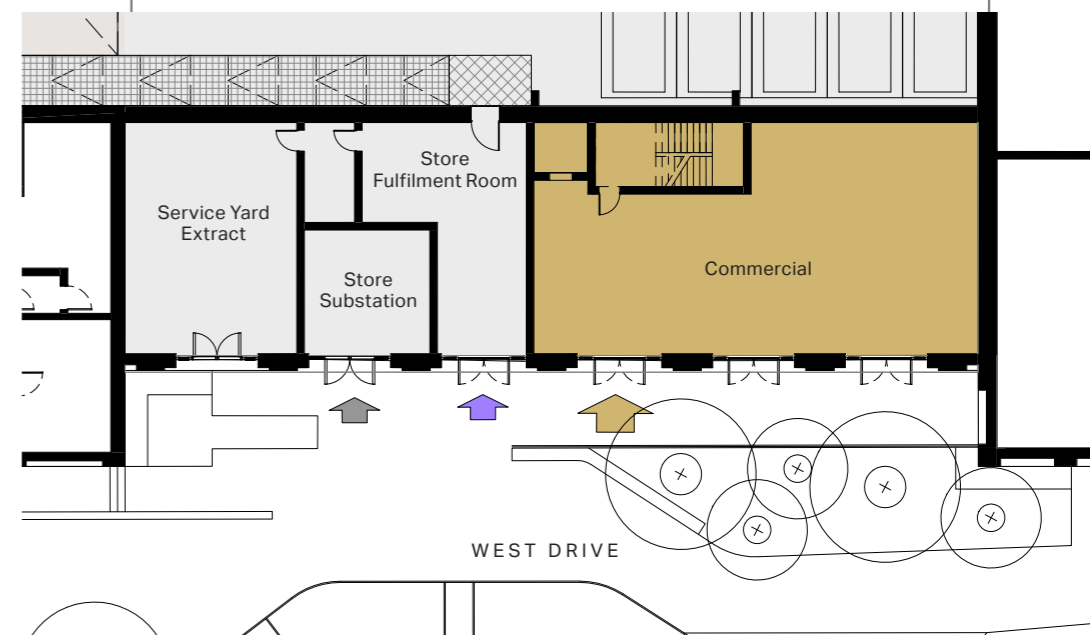 Store
Fulfilment Room
Service Yard
Extract
Store
Substation
Commercial
WEST DRIVE